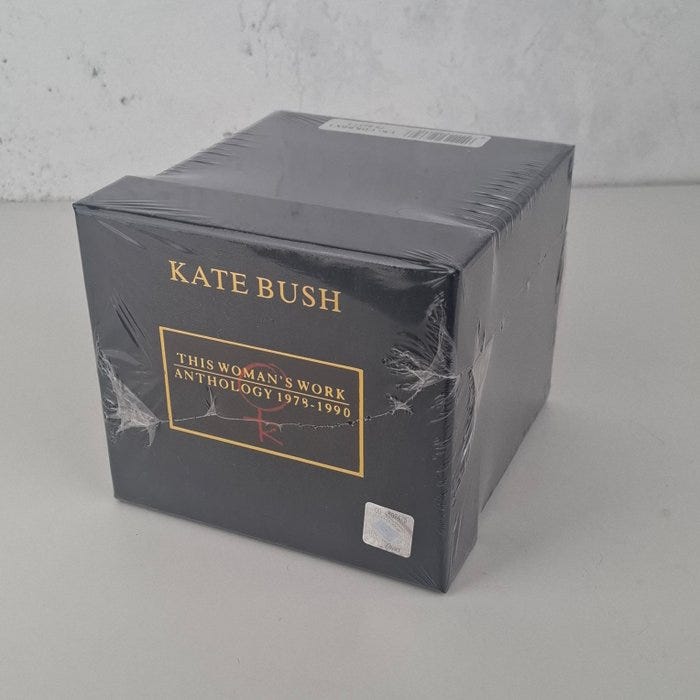 KATE BUSH
THIS WOMAN'S WORK
ANTHOLOGY 1978-1990